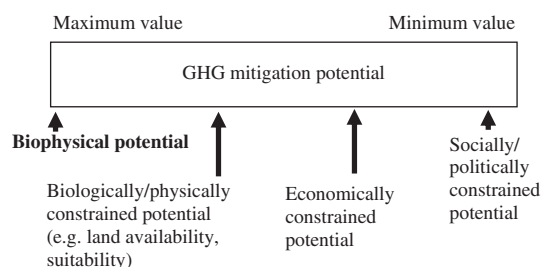 Maximum value
Minimum value
GHG mitigation potential
Biophysical potential
Biologically/physically
constrained potential
(e.g. land availability,
suitability)
Economically
constrained
potential
Socially/
politically
constrained
potential